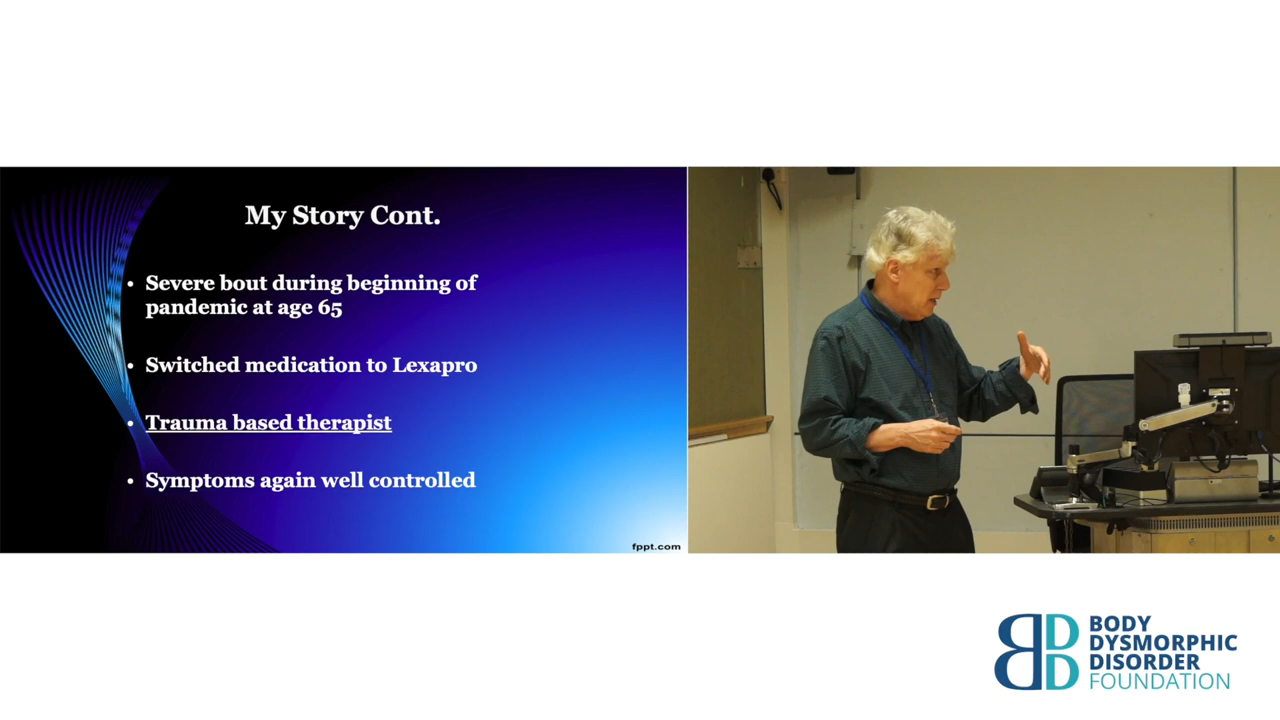 My Story Cont.
• Severe bout during beginning of
pandemic at age 65
• Switched medication to Lexapro
• Trauma based therapist
• Symptoms again well controlled
fppt.com
BODY
DYSMORPHIC
DISORDER
FOUNDATION